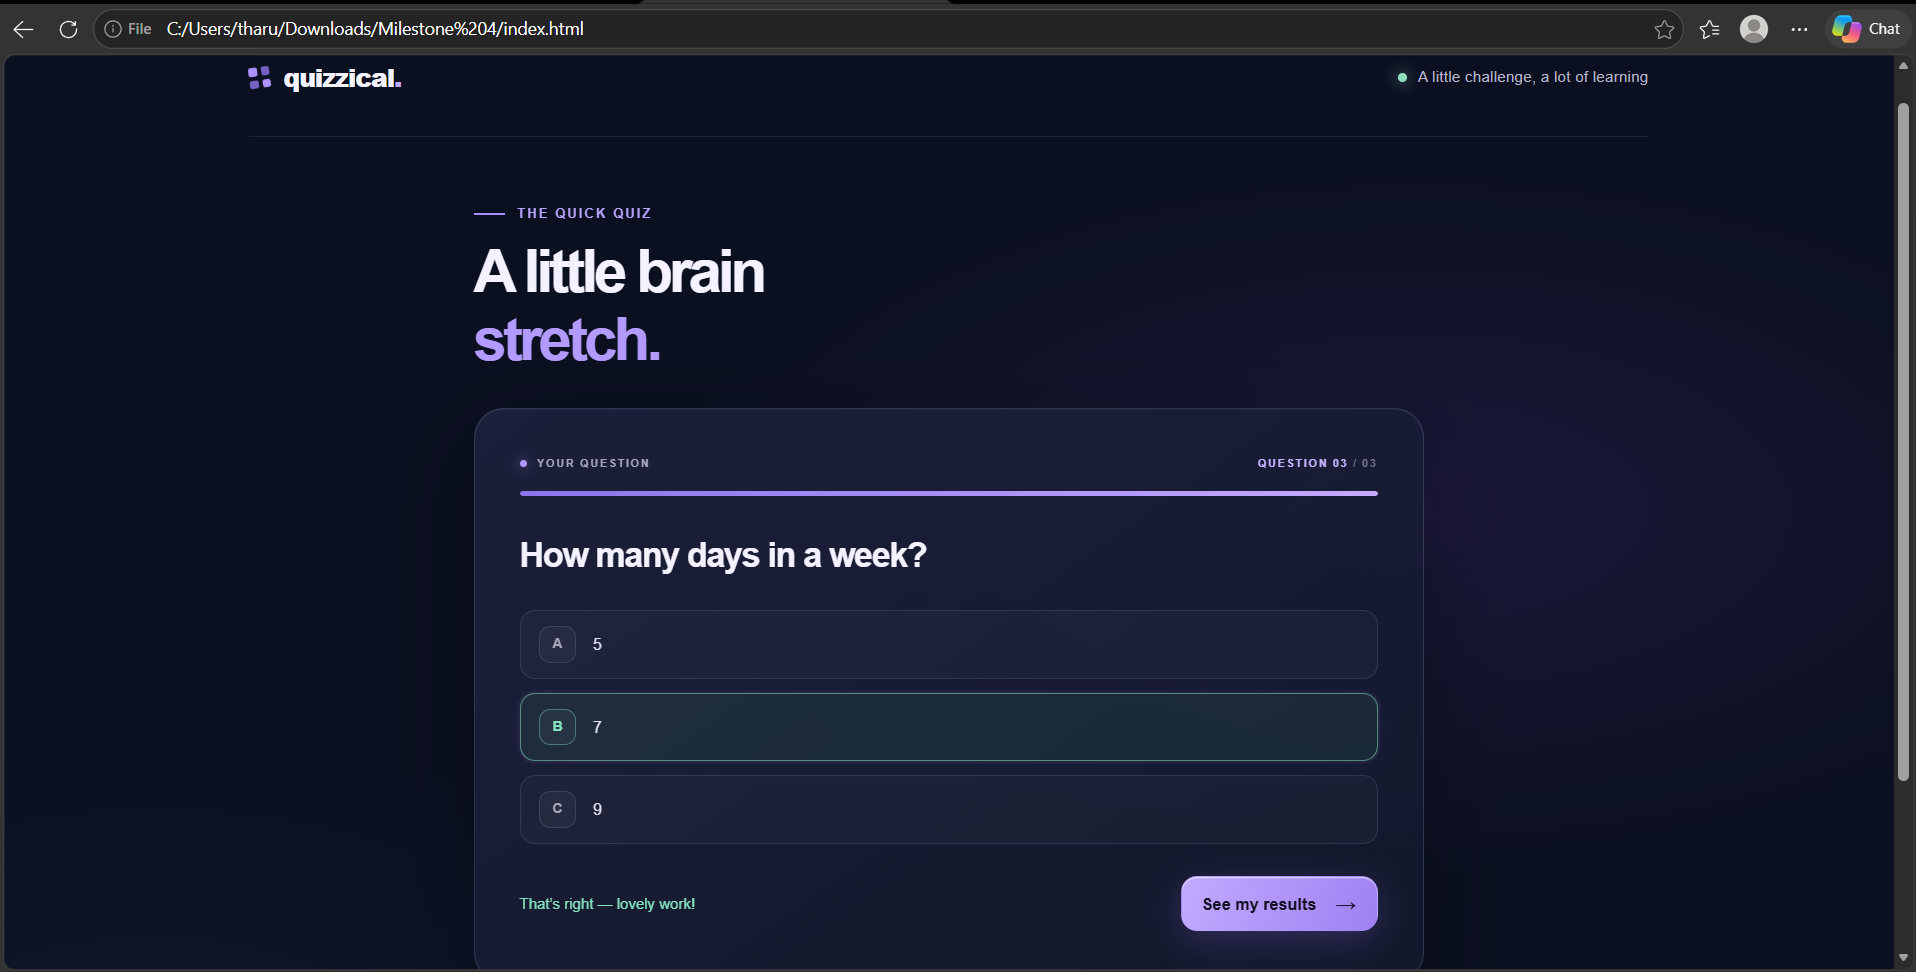 File C:/Users/tharu/Downloads/Milestone%204/index.html
Chat
quizzical.
A little challenge, a lot of learning
THE QUICK QUIZ
A little brain
stretch.
YOUR QUESTION
QUESTION 03 / 03
How many days in a week?
A 5
B 7
C 9
That's right — lovely work!
See my results →